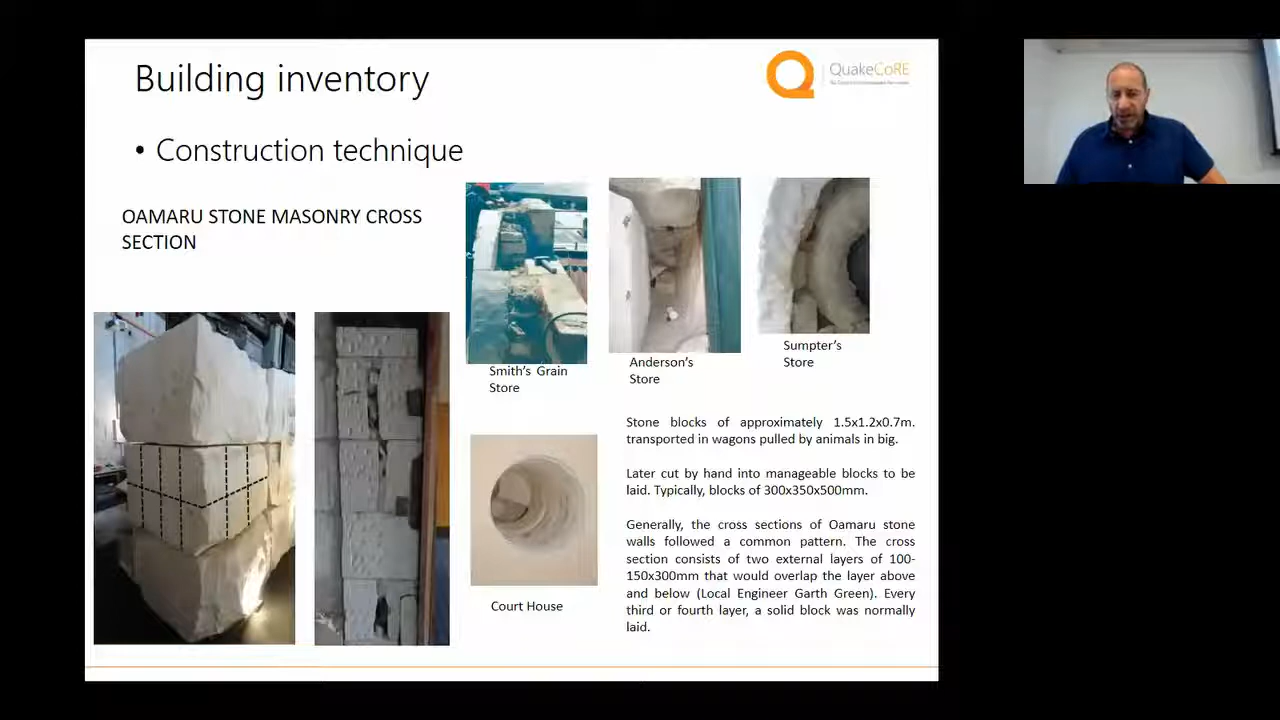 Building inventory
QuakeCoRE
• Construction technique
OAMARU STONE MASONRY CROSS
SECTION
Smith's Grain
Store
Anderson's
Store
Sumpter's
Store
Court House
Stone blocks of approximately 1.5x1.2x0.7m.
transported in wagons pulled by animals in big.
Later cut by hand into manageable blocks to be
laid. Typically, blocks of 300x350x500mm.
Generally, the cross sections of Oamaru stone
walls followed a common pattern. The cross
section consists of two external layers of 100-
150x300mm that would overlap the layer above
and below (Local Engineer Garth Green). Every
third or fourth layer, a solid block was normally
laid.